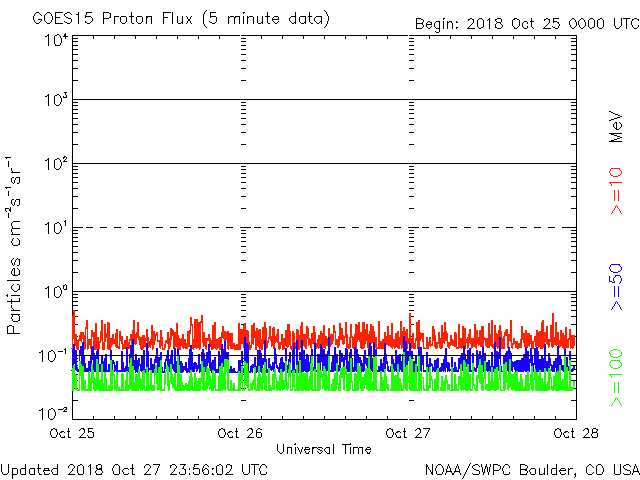 GOES15 Proton Flux (5 minute data)
Begin: 2018 Oct 25 0000 UTC
10⁴
10³
10²
10¹
10⁰
10⁻¹
10⁻²
Particles cm⁻²s⁻¹sr⁻¹
MeV
>=10
>=50
>=100
Oct 25 Oct 26 Oct 27 Oct 28
Universal Time
Updated 2018 Oct 27 23:56:02 UTC
NOAA/SWPC Boulder, CO USA